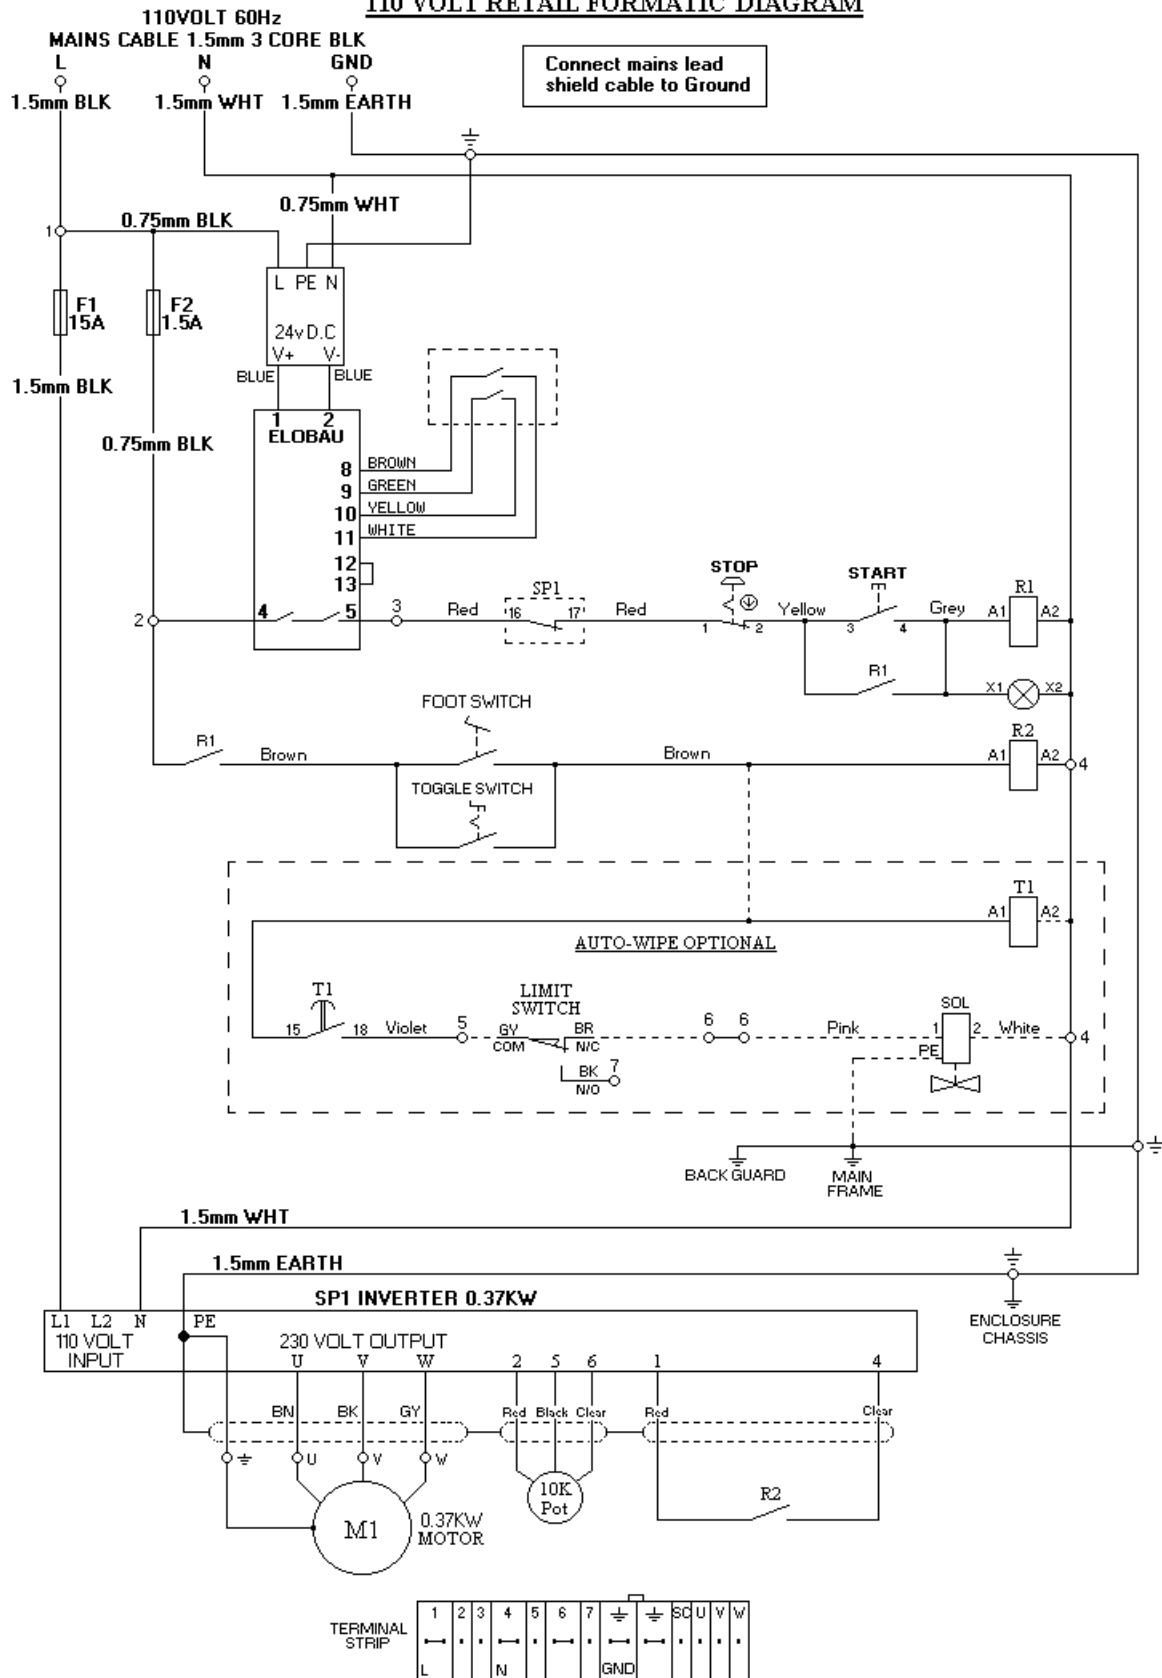 110 VOLT RETAIL FORMATIC DIAGRAM
110VOLT 60Hz
MAINS CABLE 1.5mm 3 CORE BLK
L N GND
1.5mm BLK 1.5mm WHT 1.5mm EARTH
Connect mains lead
shield cable to Ground
0.75mm WHT
0.75mm BLK
1
L PE N
F1
15A
F2
1.5A
24v D.C
V+ V-
BLUE BLUE
1.5mm BLK
0.75mm BLK
1 2
ELOBAU
8 BROWN
9 GREEN
10 YELLOW
11 WHITE
12
13
STOP
START
SP1
R1
2 4 5 3 Red 16 17 Red 1 2 Yellow 3 4 Grey A1 A2
R1
X1 X2
FOOT SWITCH
R1 Brown Brown R2
A1 A2 4
TOGGLE SWITCH
T1
A1 A2
AUTO-WIPE OPTIONAL
T1
15 18 Violet 5
LIMIT
SWITCH
GY COM
BR N/C
BK N/O 7
6 6 Pink
SOL
1 2 White 4
PE
BACK GUARD
MAIN
FRAME
1.5mm WHT
1.5mm EARTH
ENCLOSURE
CHASSIS
SP1 INVERTER 0.37KW
L1 L2 N PE
110 VOLT
INPUT
230 VOLT OUTPUT
U V W 2 5 6 1 4
BN BK GY Red Black Clear Red Clear
U V W
10K
Pot
R2
M1
0.37KW
MOTOR
TERMINAL
STRIP
1 2 3 4 5 6 7 SC U V W
L N GND